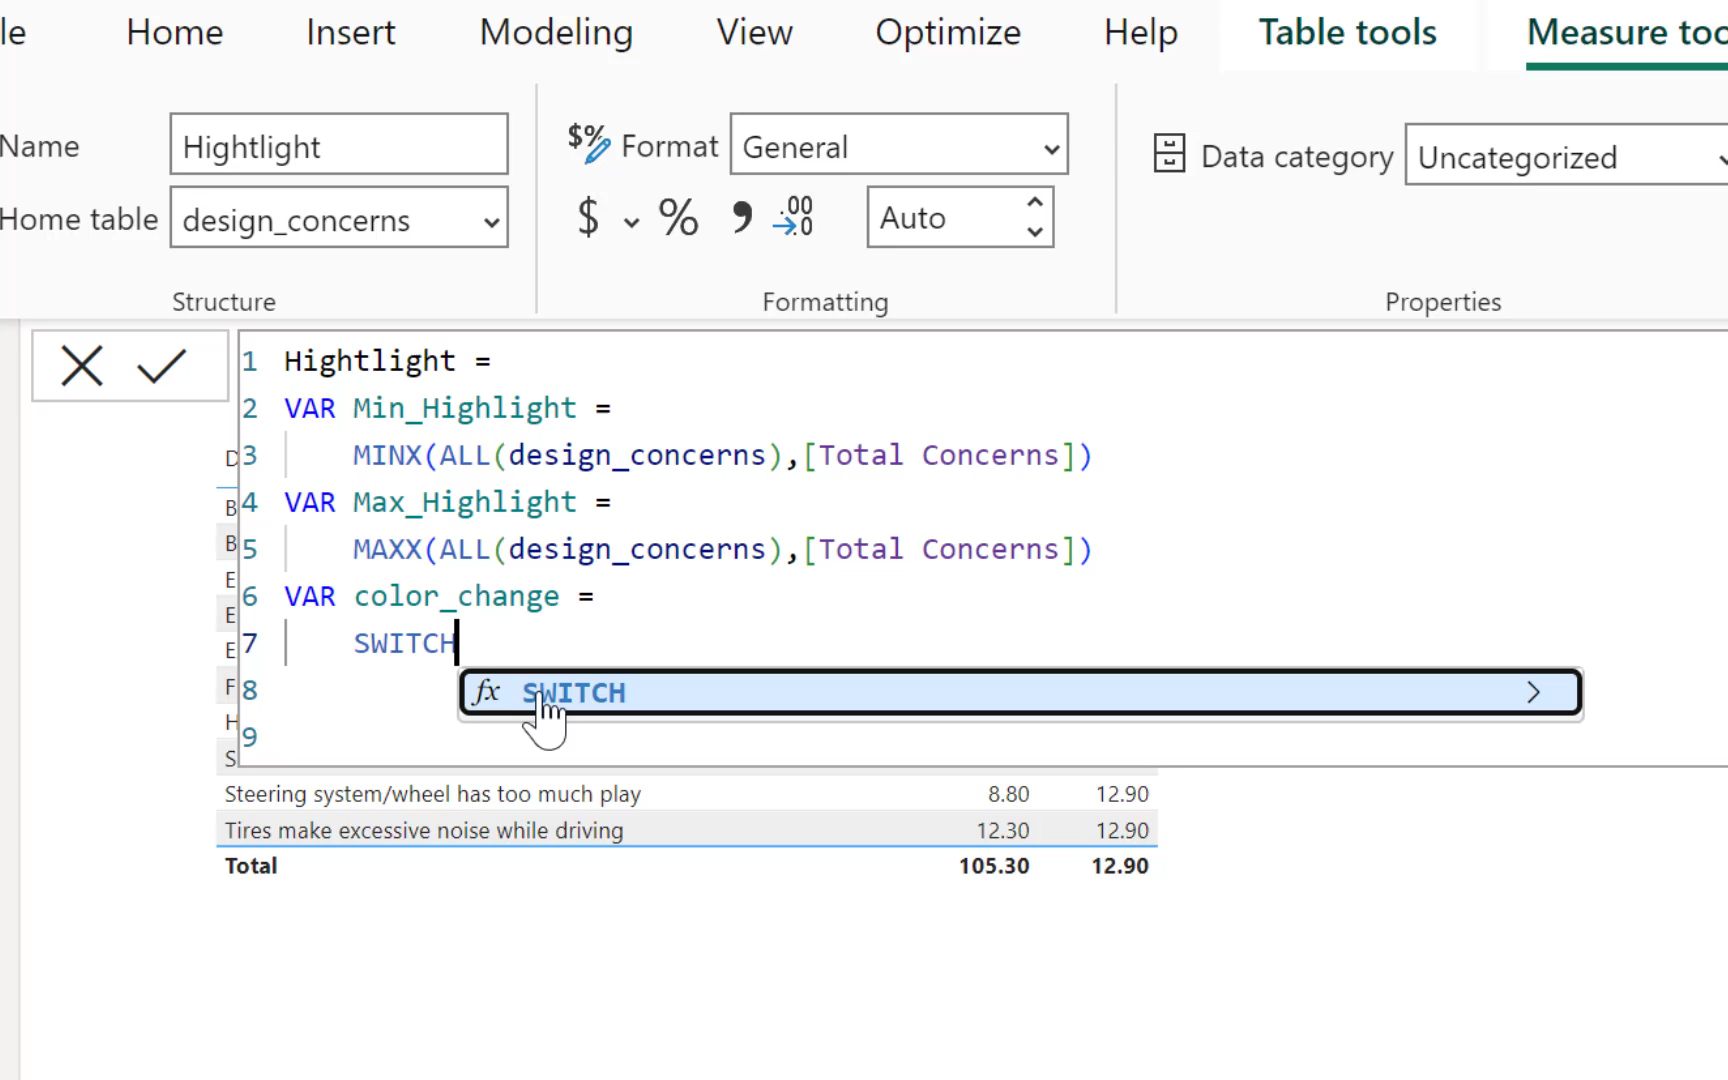 le Home Insert Modeling View Optimize Help Table tools Measure too
Name Hightlight $% Format General Data category Uncategorized
Home table design_concerns $ % , .00 .0 Auto
Structure Formatting Properties
1 Hightlight =
2 VAR Min_Highlight =
3 MINX(ALL(design_concerns),[Total Concerns])
4 VAR Max_Highlight =
5 MAXX(ALL(design_concerns),[Total Concerns])
6 VAR color_change =
7 SWITCH
8 fx SWITCH
9
D
B
B
E
E
E
F
H
S
Steering system/wheel has too much play 8.80 12.90
Tires make excessive noise while driving 12.30 12.90
Total 105.30 12.90